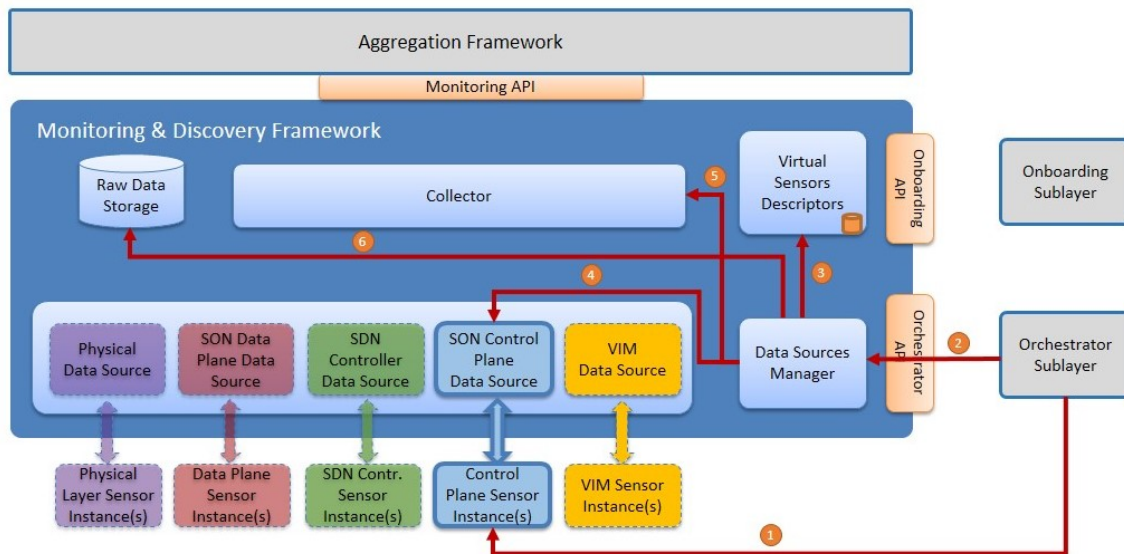 Aggregation Framework
Monitoring API
Monitoring & Discovery Framework
Raw Data
Storage
Collector
5
Virtual
Sensors
Descriptors
Onboarding
API
Onboarding
Sublayer
6
3
4
Physical
Data Source
SON Data
Plane Data
Source
SDN
Controller
Data Source
SON Control
Plane
Data Source
VIM
Data Source
Data Sources
Manager
Orchestrator
API
2
Orchestrator
Sublayer
Physical
Layer Sensor
Instance(s)
Data Plane
Sensor
Instance(s)
SDN Contr.
Sensor
Instance(s)
Control
Plane Sensor
Instance(s)
VIM Sensor
Instance(s)
1